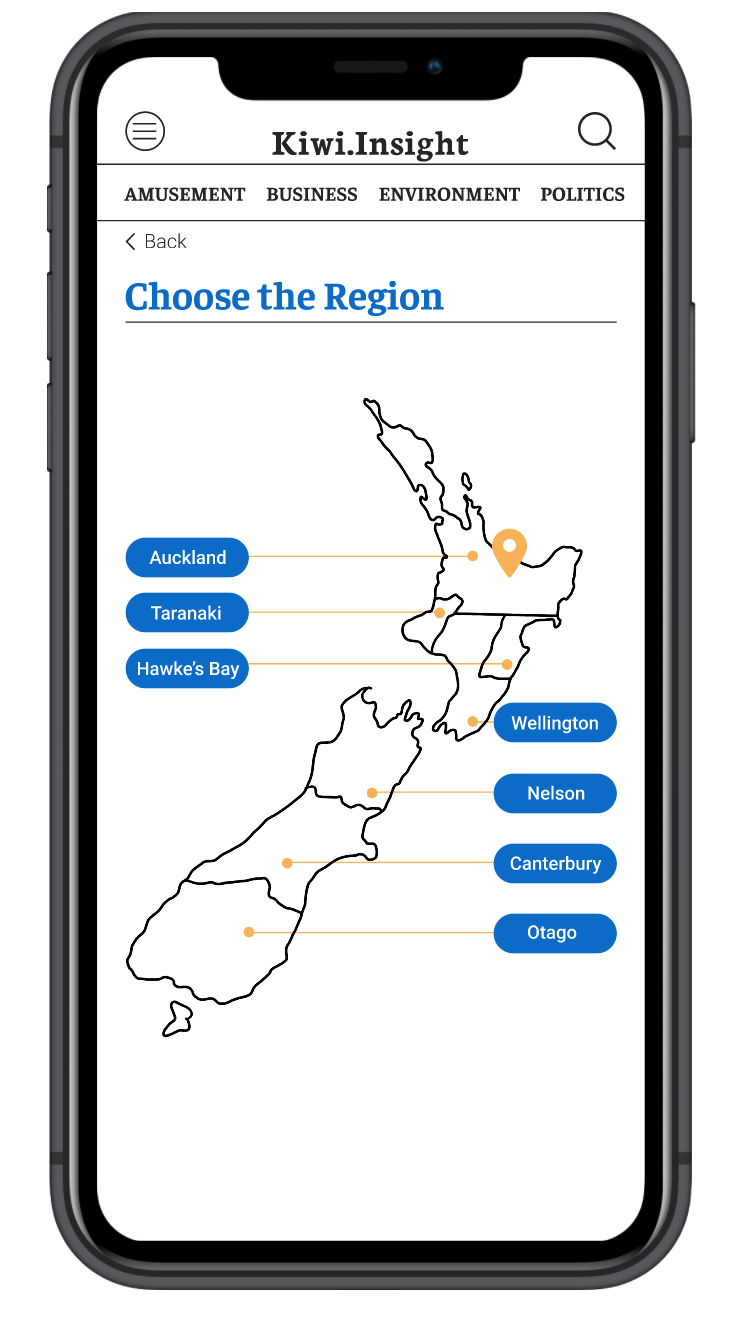 Kiwi.Insight
AMUSEMENT BUSINESS ENVIRONMENT POLITICS
Back
Choose the Region
Auckland
Taranaki
Hawke’s Bay
Wellington
Nelson
Canterbury
Otago